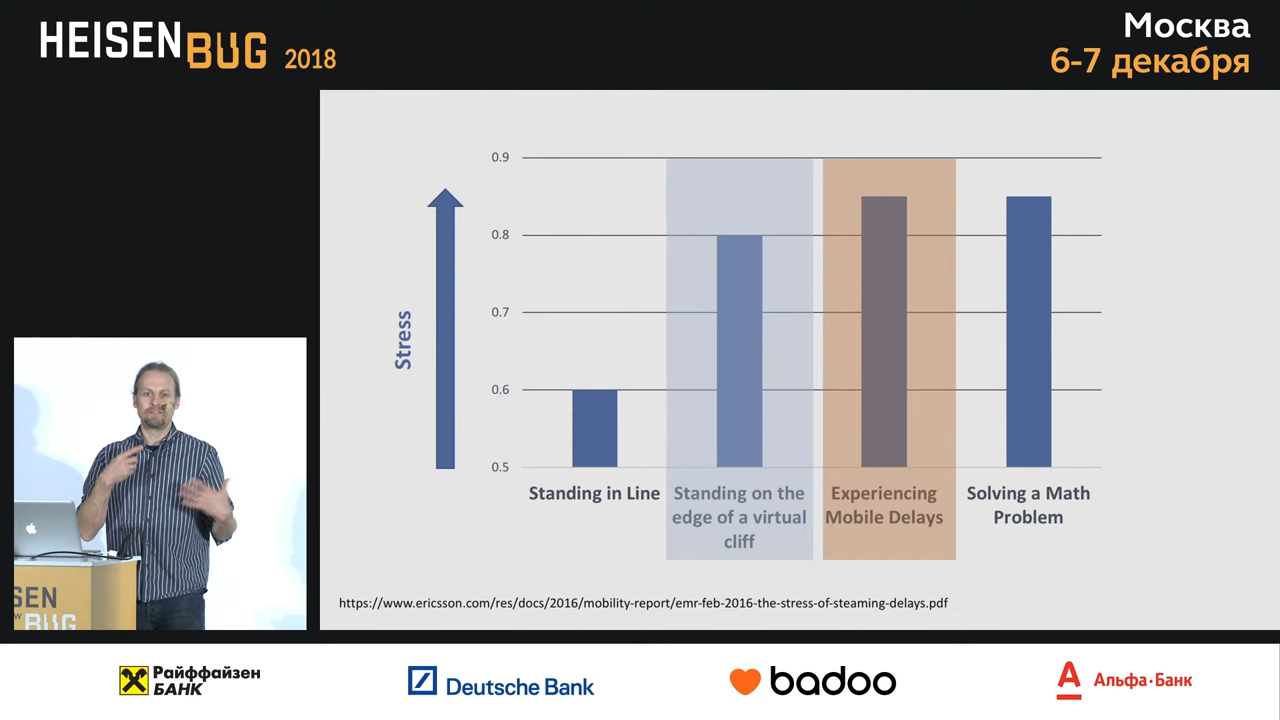 HEISENBUG 2018
Москва
6-7 декабря
0.9
0.8
0.7
0.6
0.5
Stress
Standing in Line
Standing on the
edge of a virtual
cliff
Experiencing
Mobile Delays
Solving a Math
Problem
https://www.ericsson.com/res/docs/2016/mobility-report/emr-feb-2016-the-stress-of-steaming-delays.pdf
ISEN
BUG
Райффайзен
БАНК
Deutsche Bank
badoo
Альфа·Банк